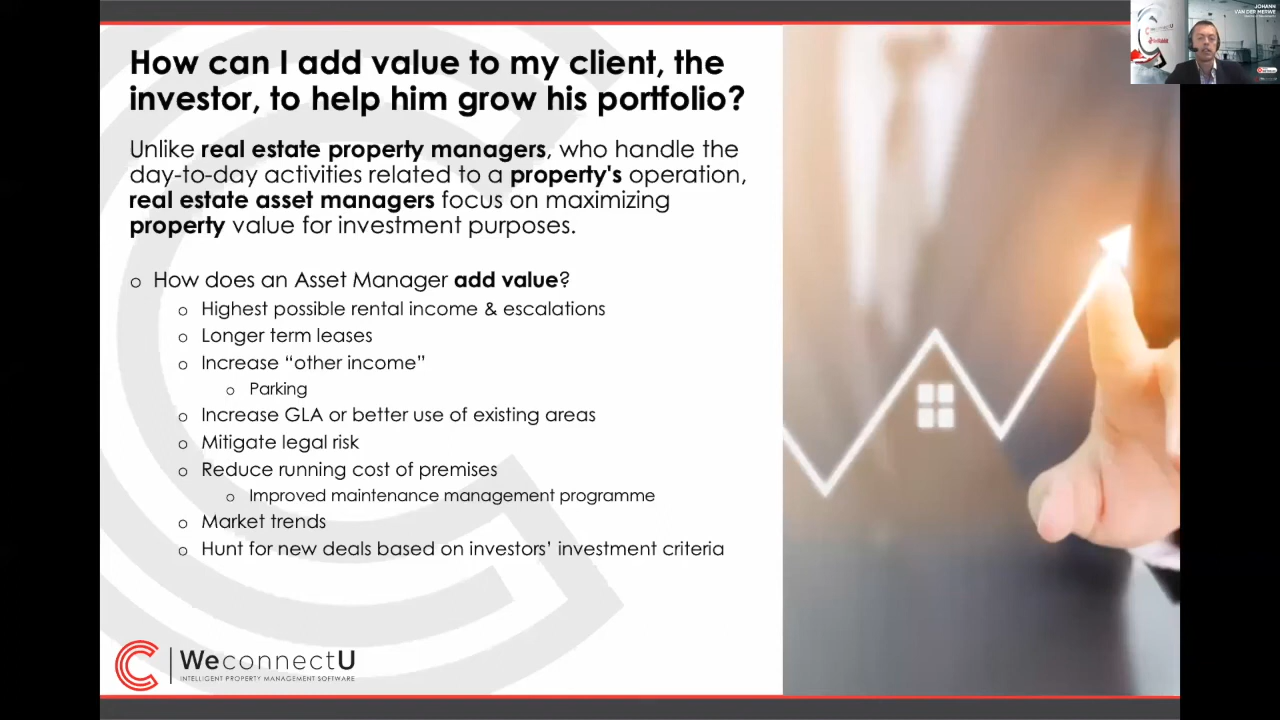 How can I add value to my client, the
investor, to help him grow his portfolio?
Unlike real estate property managers, who handle the
day-to-day activities related to a property's operation,
real estate asset managers focus on maximizing
property value for investment purposes.
o How does an Asset Manager add value?
o Highest possible rental income & escalations
o Longer term leases
o Increase “other income”
o Parking
o Increase GLA or better use of existing areas
o Mitigate legal risk
o Reduce running cost of premises
o Improved maintenance management programme
o Market trends
o Hunt for new deals based on investors’ investment criteria
WeconnectU
INTELLIGENT PROPERTY MANAGEMENT SOFTWARE
JOHANN
VAN DER MERWE